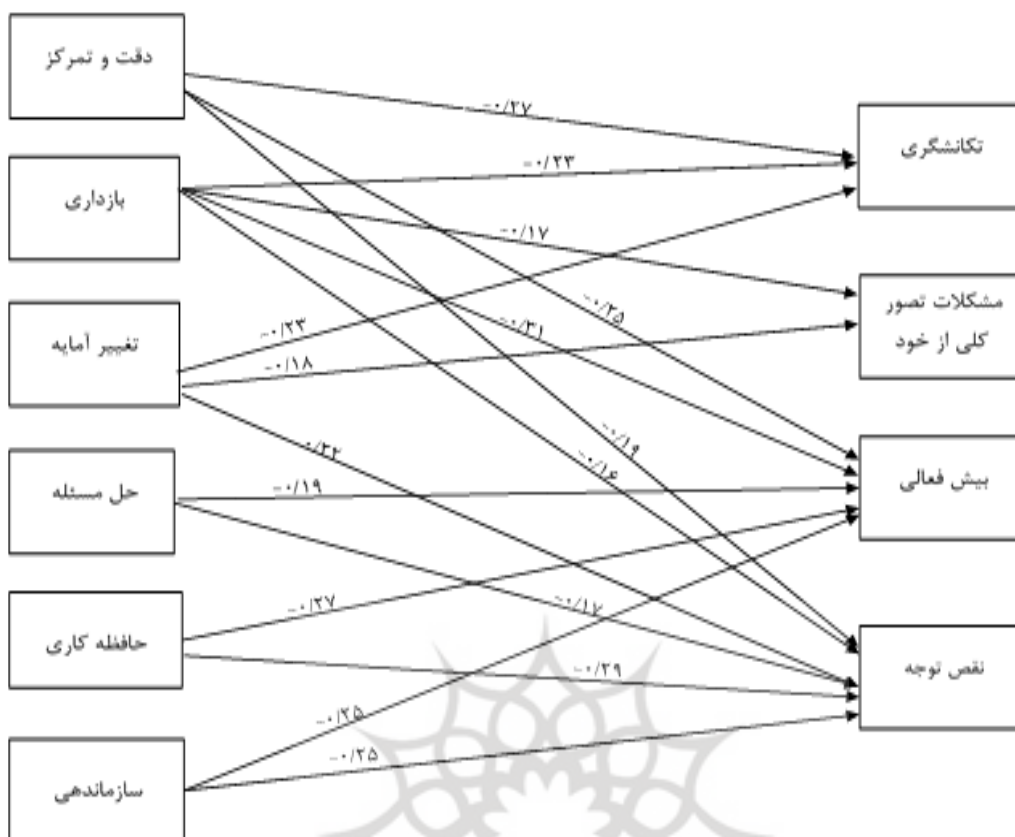 دقت و تمرکز
بازداری
تغییر آمایه
حل مسئله
حافظه کاری
سازماندهی
-۰/۲۷
-۰/۲۳
-۰/۱۷
-۰/۲۵
-۰/۲۱
-۰/۲۳
-۰/۱۸
۰/۲۲
-۰/۱۹
-۰/۱۶
-۰/۱۹
-۰/۱۷
-۰/۲۷
-۰/۲۹
-۰/۲۵
-۰/۲۵
تکانشگری
مشکلات تصور
کلی از خود
بیش فعالی
نقص توجه